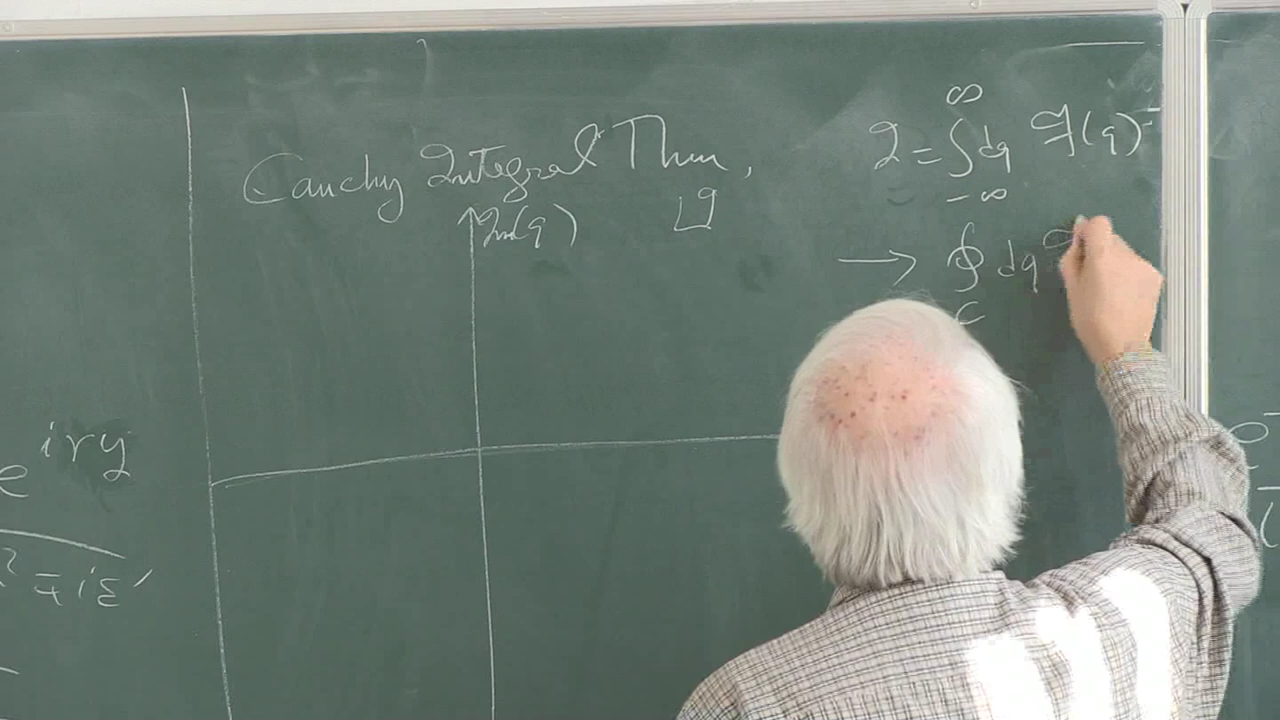 Cauchy Integral Thm,
Im(q)
q
I = ∫ dq F(q)
∞
-∞
→ ∮ dq
c
e^{iry}
² ∓ iε'